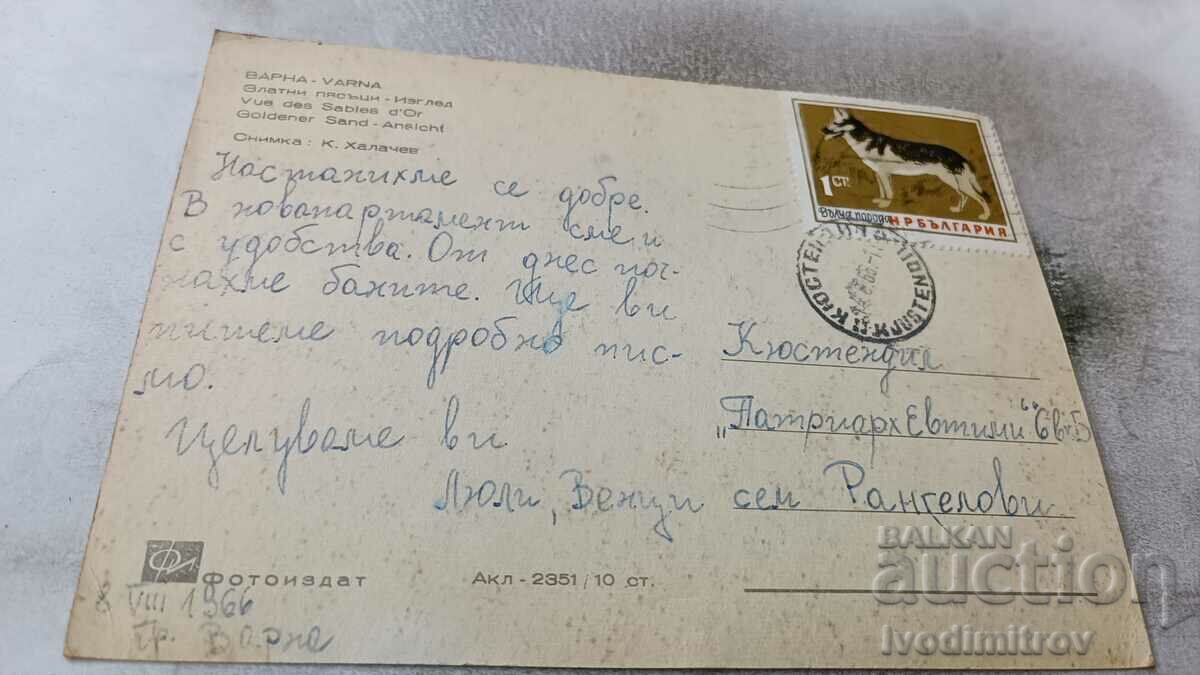 ВАРНА - VARNA
Златни пясъци - Изглед
Vue des Sables d'Or
Goldener Sand - Ansicht
Снимка : К. Халачев
Настанихме се добре.
В новапартамент сме и
с удобства. От днес поч-
нахме баните. Ще ви
пишеме подробно пис-
мо.
Целуваме ви
Люли, Венци
1 СТ.
Вълча порода
НР БЪЛГАРИЯ
КЮСТЕНДИЛ
KJUSTENDIL
Кюстендил
„Патриарх Евтими“ 6 вх Б
сем Рангелови
ФОТОИЗДАТ
Акл - 2351 / 10 ст.
VIII 1966
гр. Варна
BALKAN
auction
Ivodimitrov